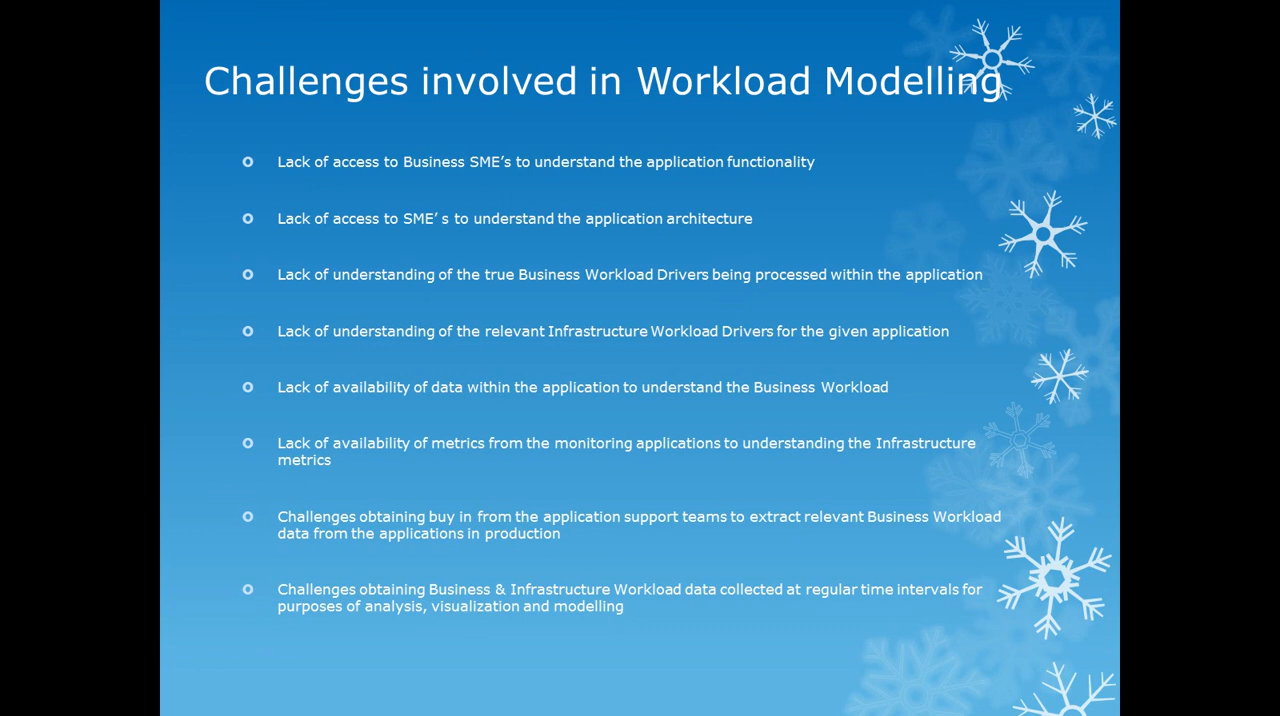 Challenges involved in Workload Modelling
Lack of access to Business SME’s to understand the application functionality
Lack of access to SME’ s to understand the application architecture
Lack of understanding of the true Business Workload Drivers being processed within the application
Lack of understanding of the relevant Infrastructure Workload Drivers for the given application
Lack of availability of data within the application to understand the Business Workload
Lack of availability of metrics from the monitoring applications to understanding the Infrastructure
metrics
Challenges obtaining buy in from the application support teams to extract relevant Business Workload
data from the applications in production
Challenges obtaining Business & Infrastructure Workload data collected at regular time intervals for
purposes of analysis, visualization and modelling